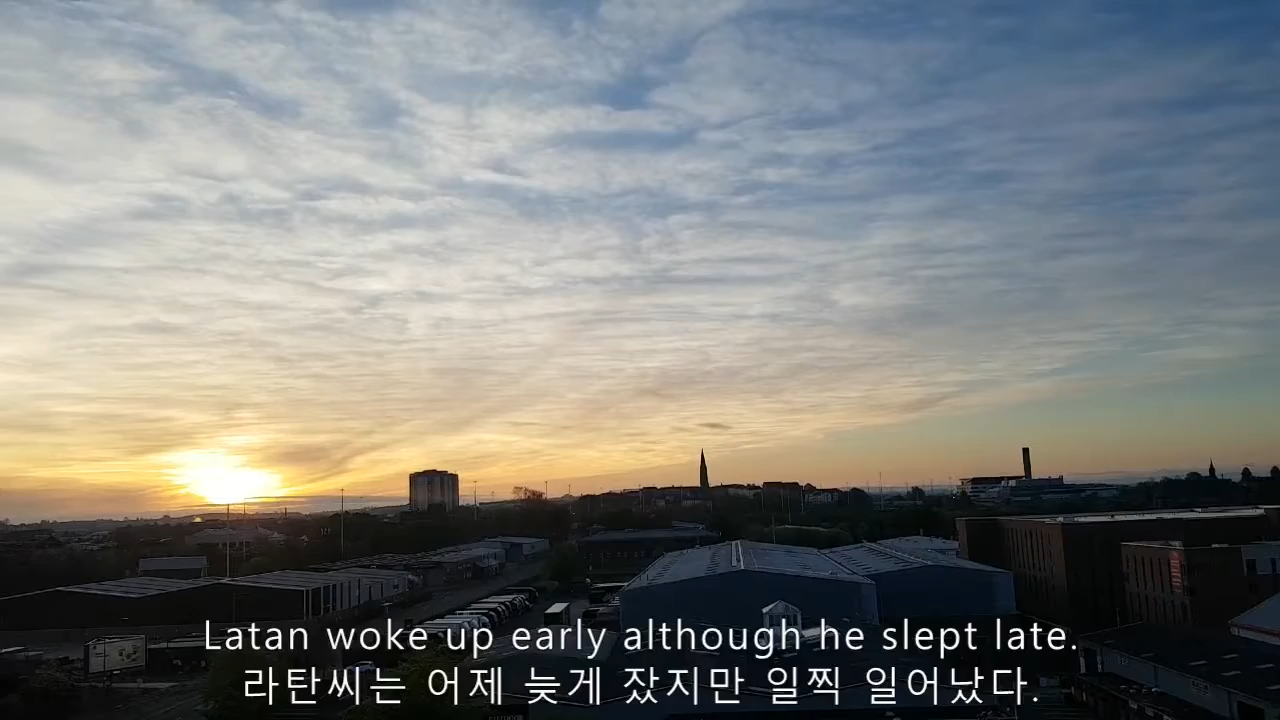 Latan woke up early although he slept late.
라탄씨는 어제 늦게 잤지만 일찍 일어났다.